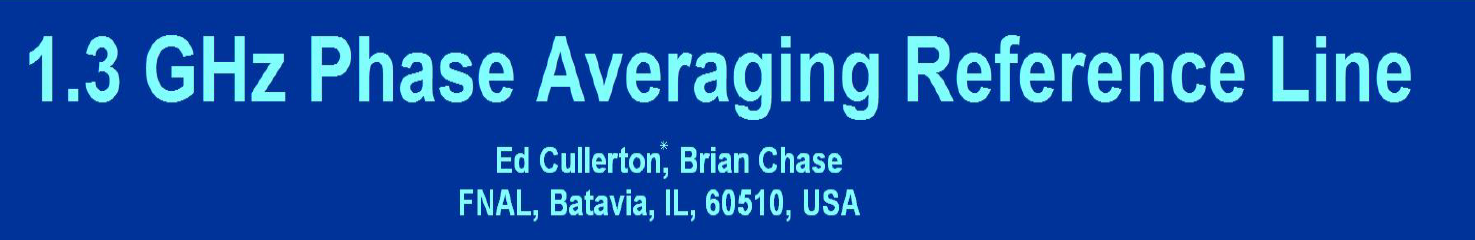 1.3 GHz Phase Averaging Reference Line
Ed Cullerton*, Brian Chase
FNAL, Batavia, IL, 60510, USA